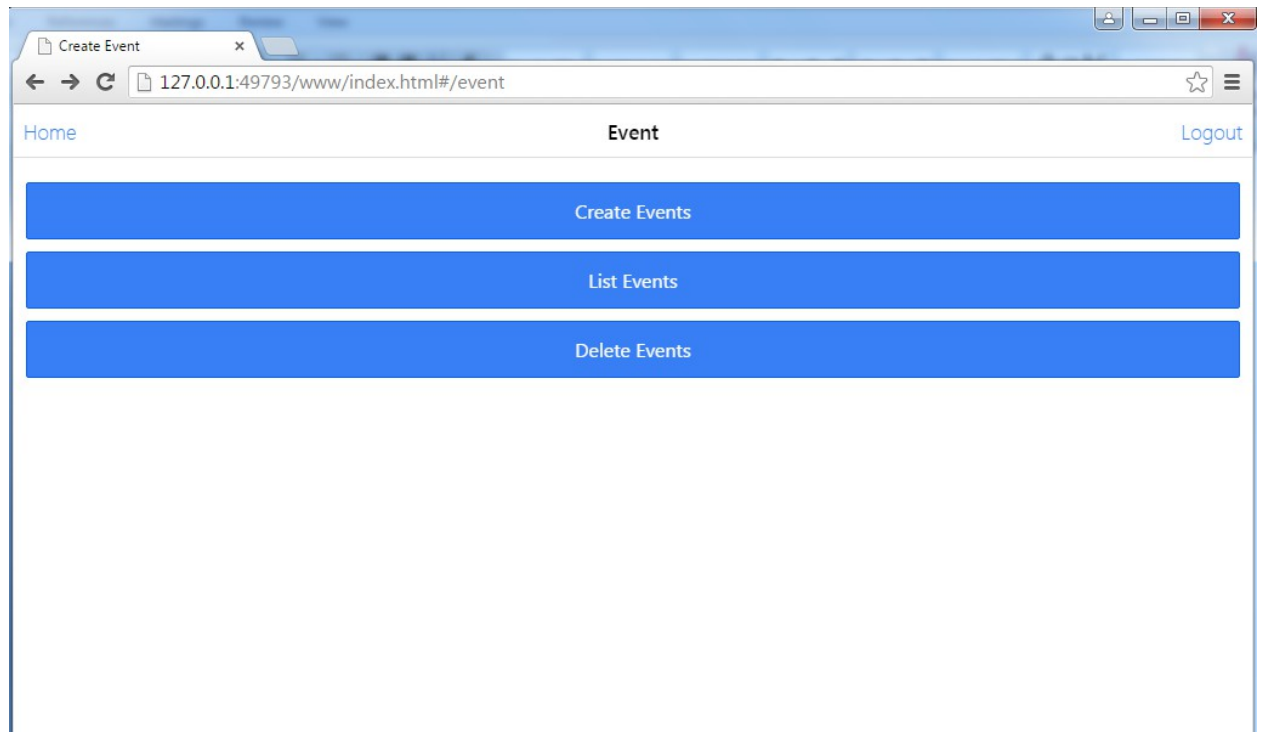 Create Event
127.0.0.1:49793/www/index.html#/event
Home Event Logout
Create Events
List Events
Delete Events